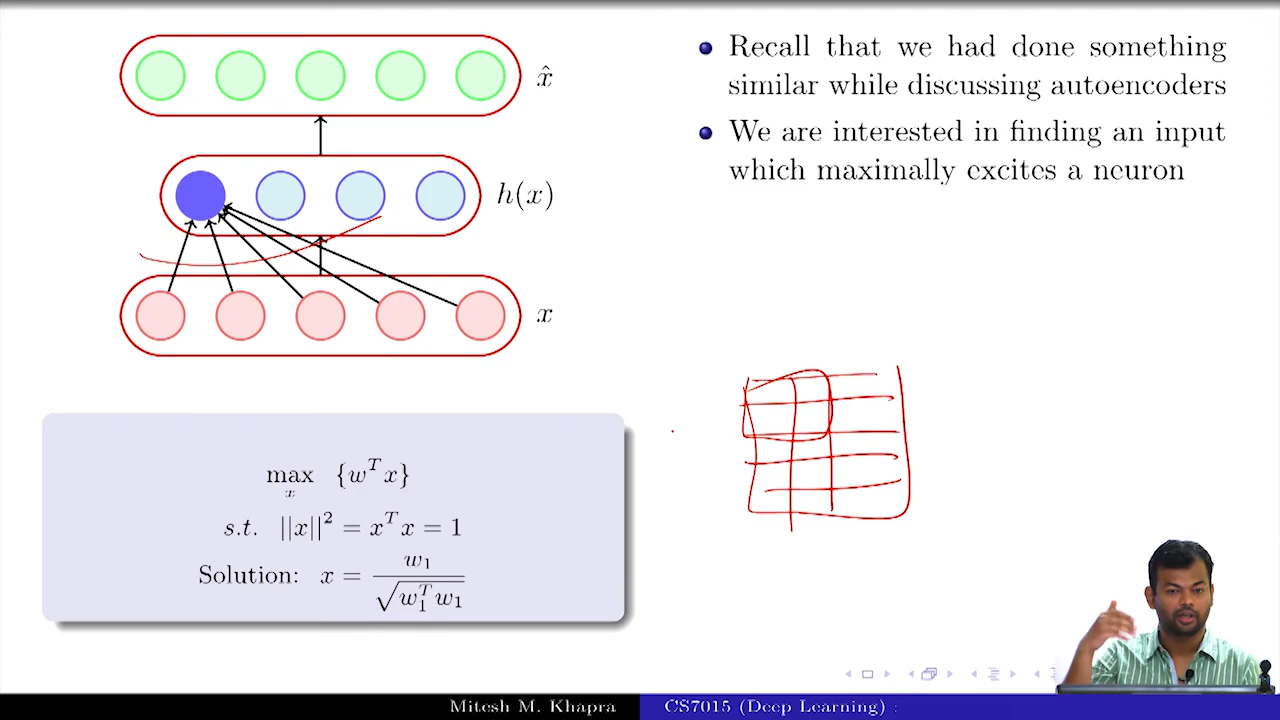 x̂
h(x)
x
• Recall that we had done something
similar while discussing autoencoders
• We are interested in finding an input
which maximally excites a neuron
max {w^T x}
x
s.t. ||x||^2 = x^T x = 1
Solution: x = w_1 / √(w_1^T w_1)
Mitesh M. Khapra CS7015 (Deep Learning) :